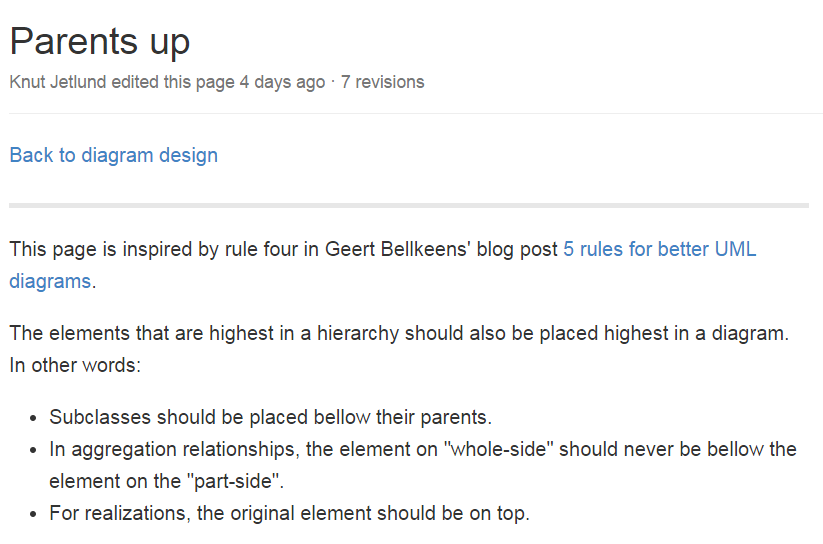 Parents up
Knut Jetlund edited this page 4 days ago · 7 revisions
Back to diagram design
This page is inspired by rule four in Geert Bellkeens' blog post 5 rules for better UML
diagrams.
The elements that are highest in a hierarchy should also be placed highest in a diagram.
In other words:
• Subclasses should be placed bellow their parents.
• In aggregation relationships, the element on "whole-side" should never be bellow the
element on the "part-side".
• For realizations, the original element should be on top.